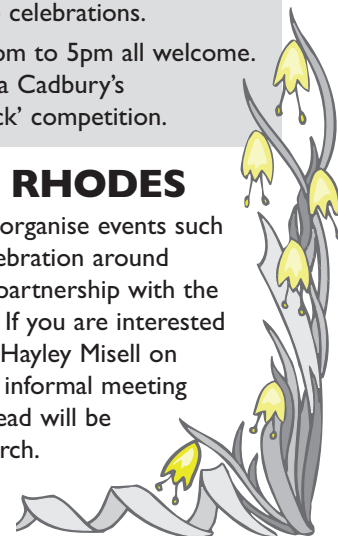 celebrations.
om to 5pm all welcome.
a Cadbury's
ck' competition.
RHODES
organise events such
ebration around
partnership with the
If you are interested
Hayley Misell on
informal meeting
ead will be
rch.